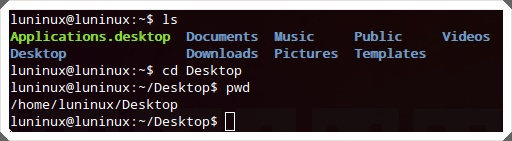 luninux@luninux:~$ ls
Applications.desktop  Documents  Music     Public     Videos
Desktop               Downloads  Pictures  Templates
luninux@luninux:~$ cd Desktop
luninux@luninux:~/Desktop$ pwd
/home/luninux/Desktop
luninux@luninux:~/Desktop$